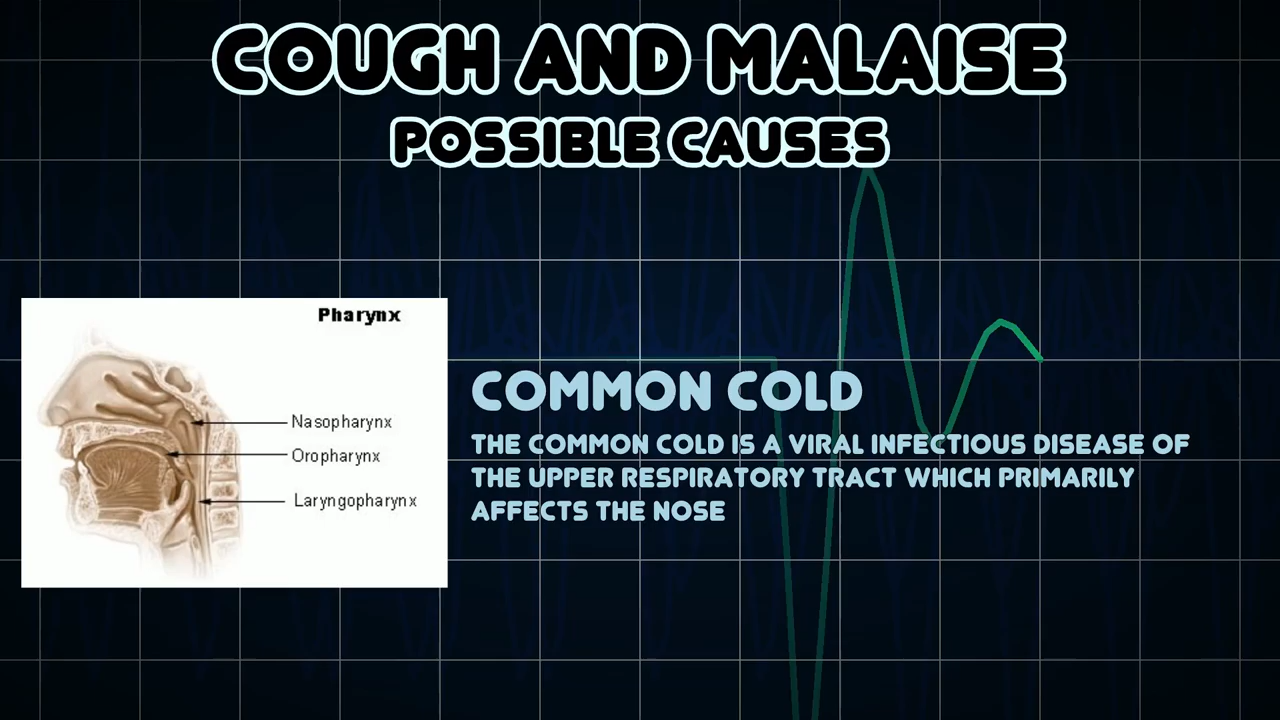 COUGH AND MALAISE
POSSIBLE CAUSES
Pharynx
Nasopharynx
Oropharynx
Laryngopharynx
COMMON COLD
THE COMMON COLD IS A VIRAL INFECTIOUS DISEASE OF
THE UPPER RESPIRATORY TRACT WHICH PRIMARILY
AFFECTS THE NOSE